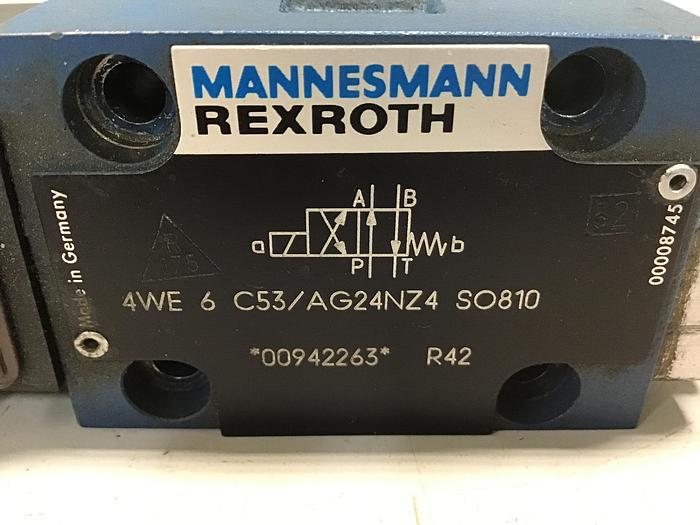 MANNESMANN
REXROTH
Made in Germany
A B
a b
P T
00008745
4WE 6 C53/AG24NZ4 SO810
*00942263* R42